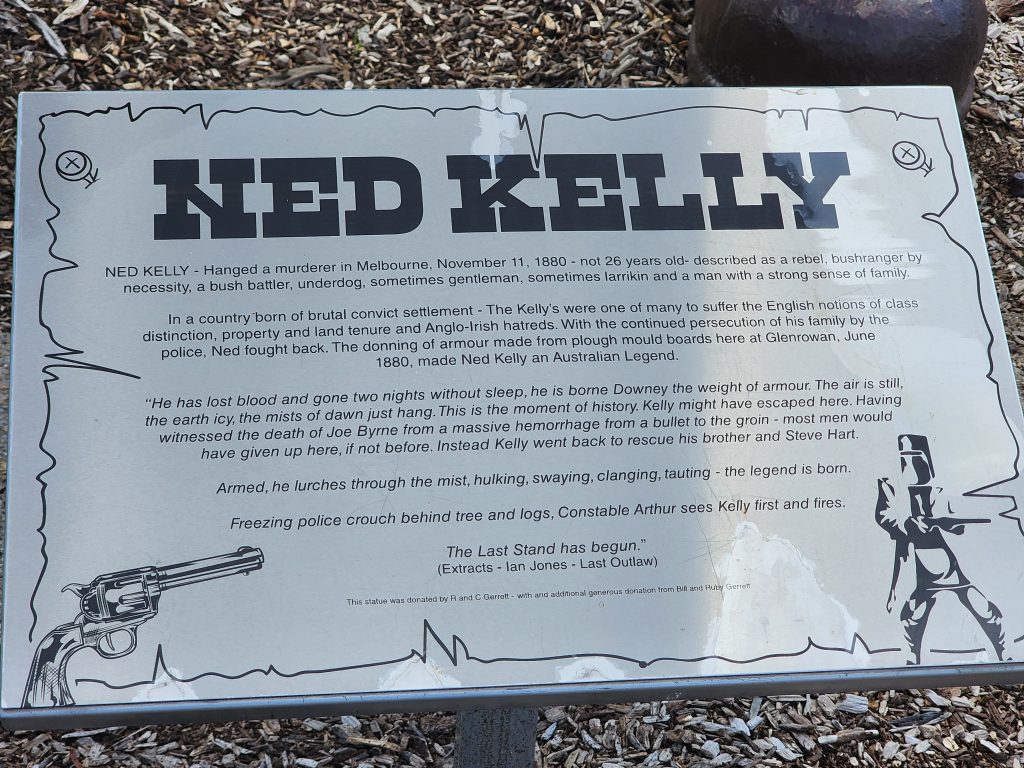 NED KELLY
NED KELLY - Hanged a murderer in Melbourne, November 11, 1880 - not 26 years old- described as a rebel, bushranger by
necessity, a bush battler, underdog, sometimes gentleman, sometimes larrikin and a man with a strong sense of family.
In a country born of brutal convict settlement - The Kelly's were one of many to suffer the English notions of class
distinction, property and land tenure and Anglo-Irish hatreds. With the continued persecution of his family by the
police, Ned fought back. The donning of armour made from plough mould boards here at Glenrowan, June
1880, made Ned Kelly an Australian Legend.
“He has lost blood and gone two nights without sleep, he is borne Downey the weight of armour. The air is still,
the earth icy, the mists of dawn just hang. This is the moment of history. Kelly might have escaped here. Having
witnessed the death of Joe Byrne from a massive hemorrhage from a bullet to the groin - most men would
have given up here, if not before. Instead Kelly went back to rescue his brother and Steve Hart.
Armed, he lurches through the mist, hulking, swaying, clanging, tauting - the legend is born.
Freezing police crouch behind tree and logs, Constable Arthur sees Kelly first and fires.
The Last Stand has begun.”
(Extracts - Ian Jones - Last Outlaw)
This statue was donated by R and C Gerrett - with and additional generous donation from Bill and Ruby Gerrett